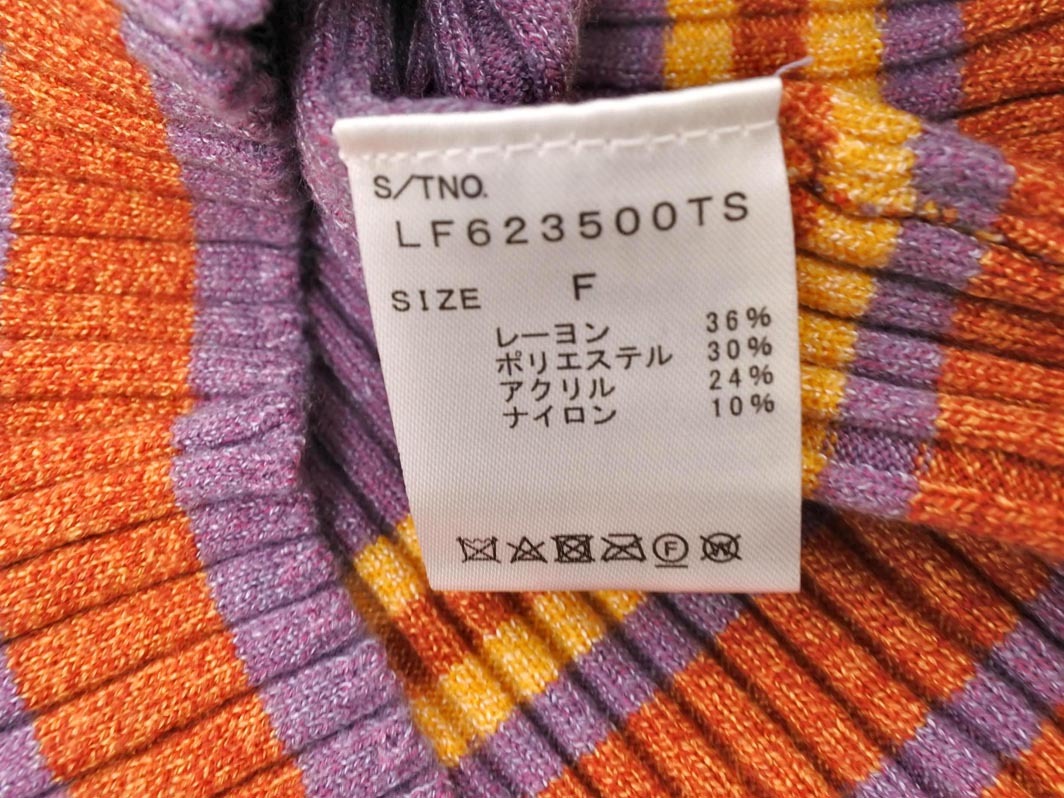 S/TNO.
LF623500TS
SIZE F
レーヨン 36%
ポリエステル 30%
アクリル 24%
ナイロン 10%
F W